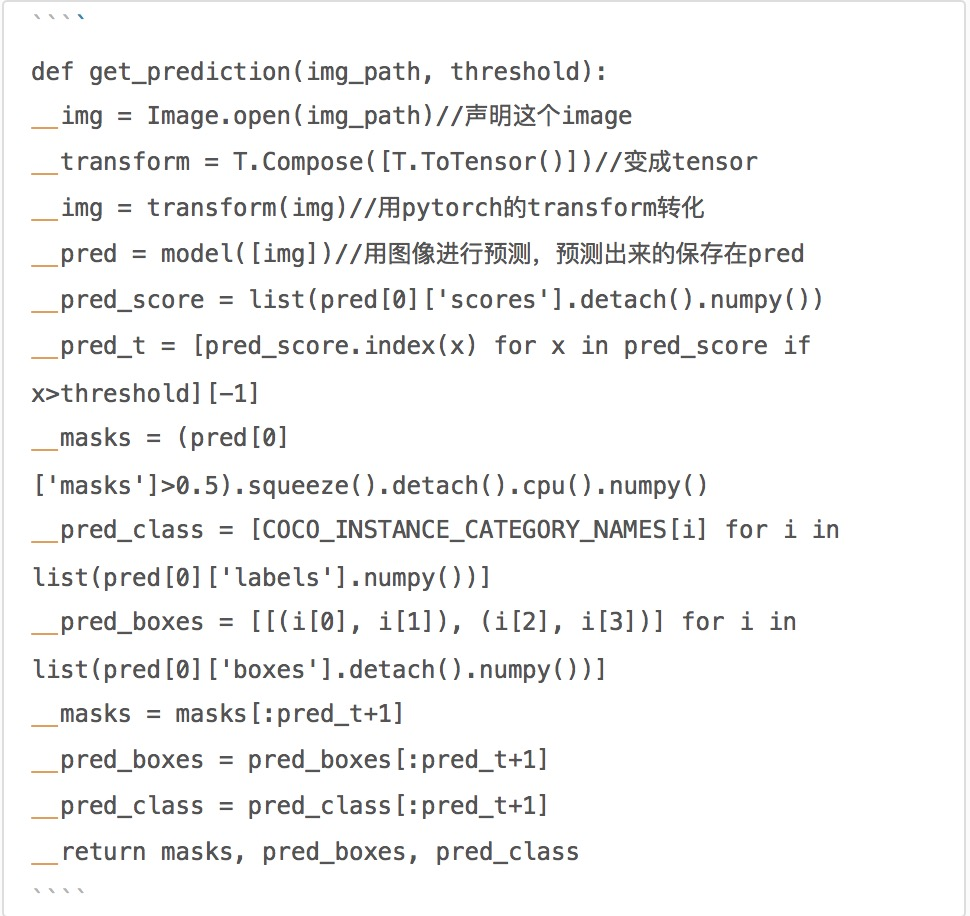 ````
def get_prediction(img_path, threshold):
__img = Image.open(img_path)//声明这个image
__transform = T.Compose([T.ToTensor()])//变成tensor
__img = transform(img)//用pytorch的transform转化
__pred = model([img])//用图像进行预测，预测出来的保存在pred
__pred_score = list(pred[0]['scores'].detach().numpy())
__pred_t = [pred_score.index(x) for x in pred_score if
x>threshold][-1]
__masks = (pred[0]
['masks']>0.5).squeeze().detach().cpu().numpy()
__pred_class = [COCO_INSTANCE_CATEGORY_NAMES[i] for i in
list(pred[0]['labels'].numpy())]
__pred_boxes = [[(i[0], i[1]), (i[2], i[3])] for i in
list(pred[0]['boxes'].detach().numpy())]
__masks = masks[:pred_t+1]
__pred_boxes = pred_boxes[:pred_t+1]
__pred_class = pred_class[:pred_t+1]
__return masks, pred_boxes, pred_class
````